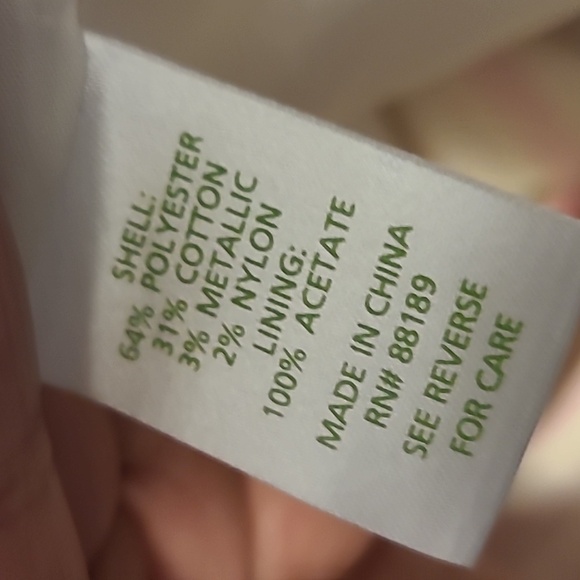 SHELL:
64% POLYESTER
31% COTTON
3% METALLIC
2% NYLON
LINING:
100% ACETATE
MADE IN CHINA
RN# 88189
SEE REVERSE
FOR CARE